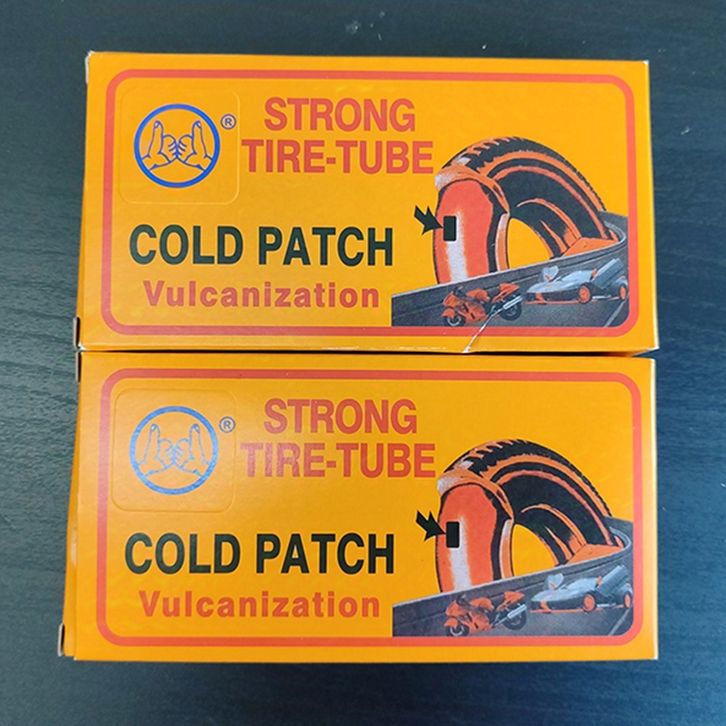 ®
STRONG
TIRE-TUBE
COLD PATCH
Vulcanization
®
STRONG
TIRE-TUBE
COLD PATCH
Vulcanization